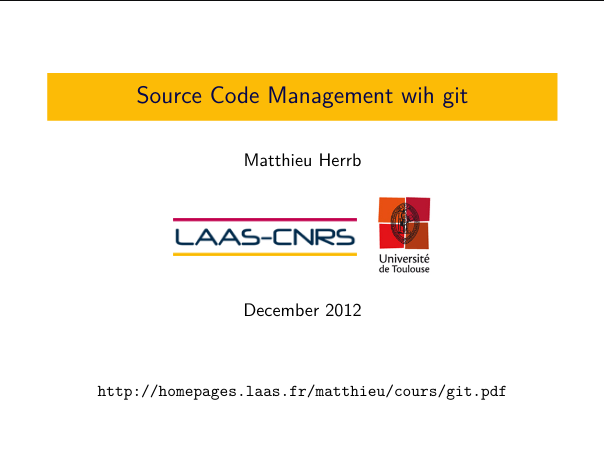 Source Code Management wih git
Matthieu Herrb
LAAS-CNRS
Université
de Toulouse
December 2012
http://homepages.laas.fr/matthieu/cours/git.pdf